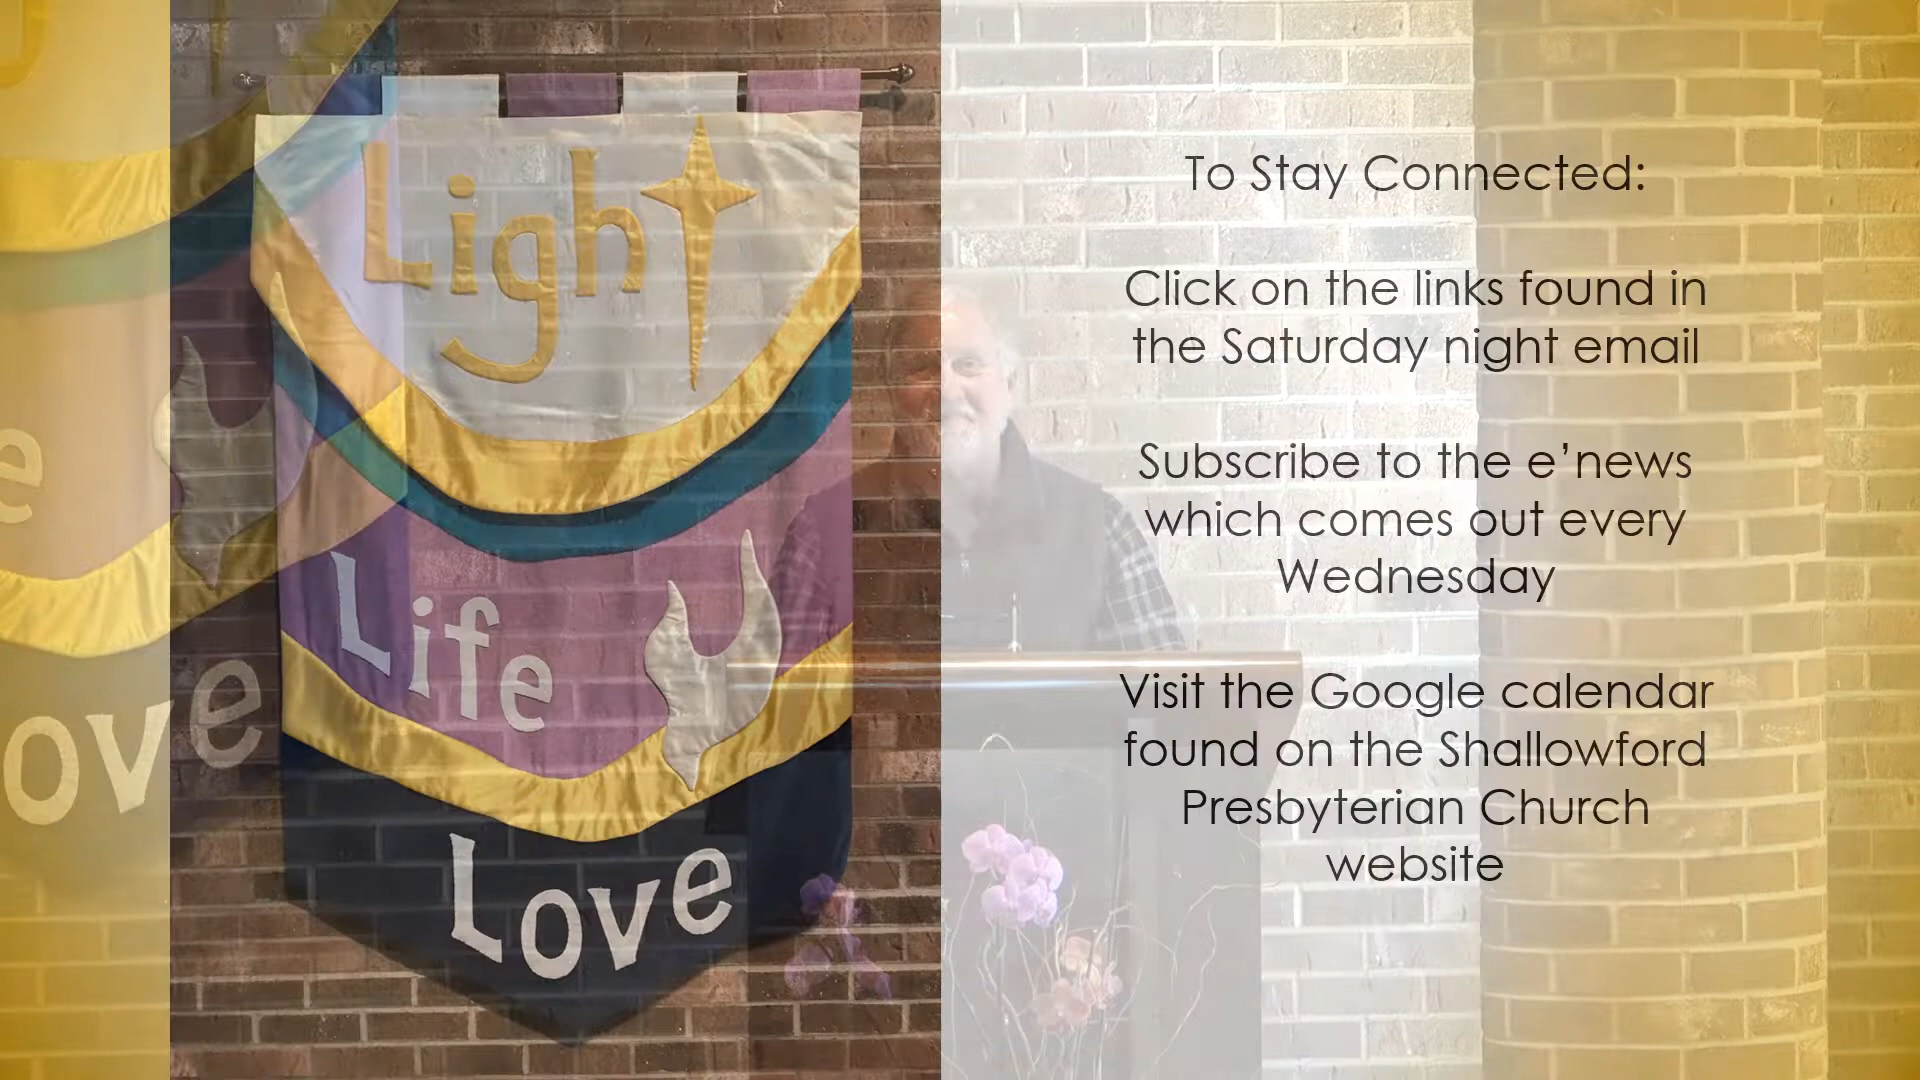 Light
Life
Love
e
ove
To Stay Connected:
Click on the links found in
the Saturday night email
Subscribe to the e’news
which comes out every
Wednesday
Visit the Google calendar
found on the Shallowford
Presbyterian Church
website